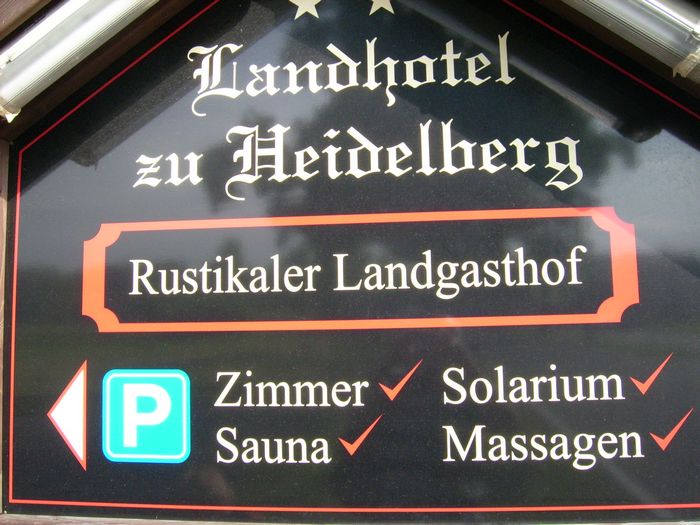 Landhotel
zu Heidelberg
Rustikaler Landgasthof
P Zimmer Solarium
Sauna Massagen